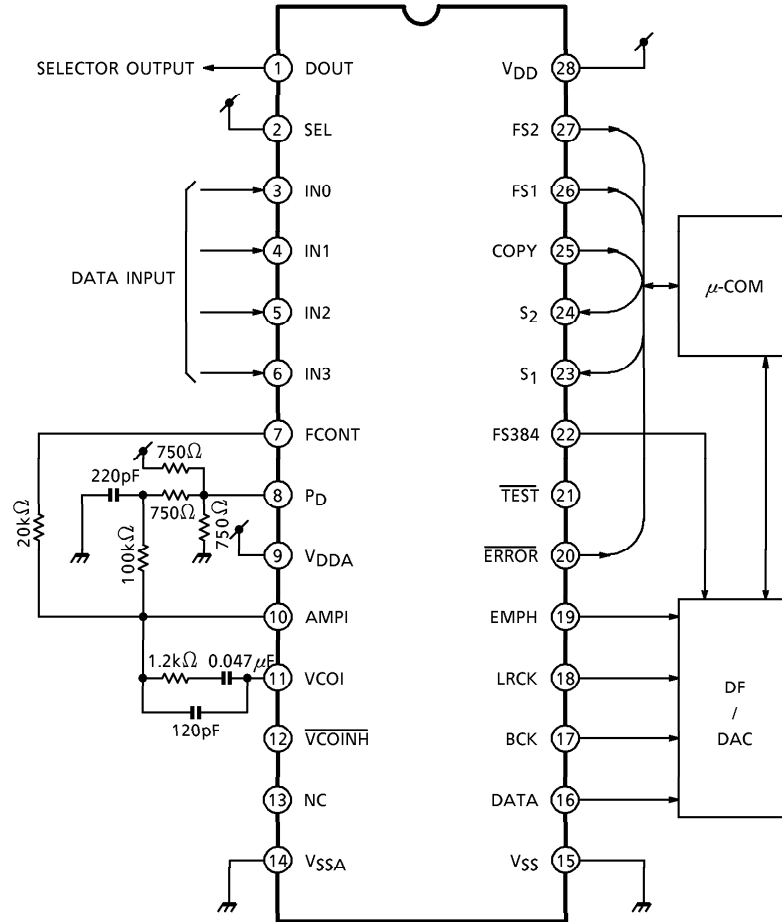 SELECTOR OUTPUT
1 DOUT
2 SEL
3 IN0
4 IN1
DATA INPUT
5 IN2
6 IN3
7 FCONT
750Ω
220pF
8 PD
750Ω
750Ω
20kΩ
100kΩ
9 VDDA
10 AMPI
1.2kΩ 0.047μF
11 VCOI
120pF
12 VCOINH
13 NC
14 VSSA
VDD 28
FS2 27
FS1 26
COPY 25
μ-COM
S2 24
S1 23
FS384 22
TEST 21
ERROR 20
EMPH 19
LRCK 18
DF
/
DAC
BCK 17
DATA 16
VSS 15